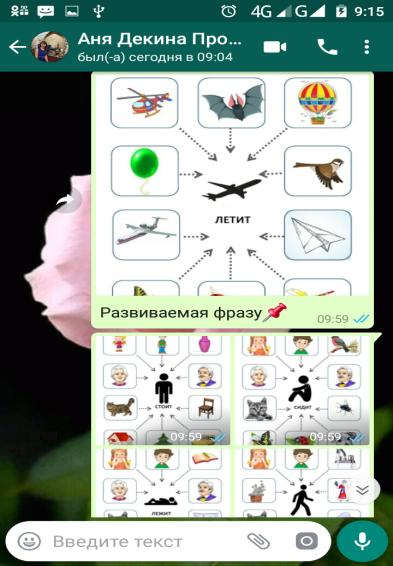 4G G 9:15
Аня Декина Про...
был(-а) сегодня в 09:04
ЛЕТИТ
Развиваемая фразу
09:59
СТОИТ
СИДИТ
09:59
09:59
ЛЕЖИТ
Введите текст